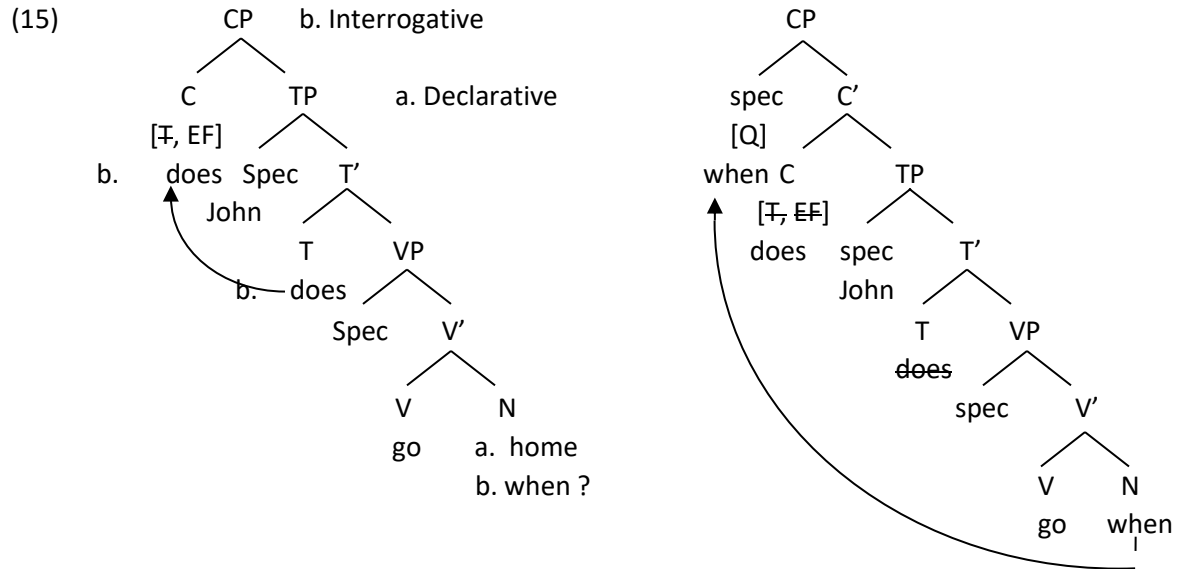 (15) CP b. Interrogative CP
C TP a. Declarative spec C’
[T, EF] [Q]
b. does Spec T’ when C TP
John [T, EF]
does spec T’
T VP John
b. does
Spec V’ T VP
does
V N spec V’
go a. home
b. when ? V N
go when